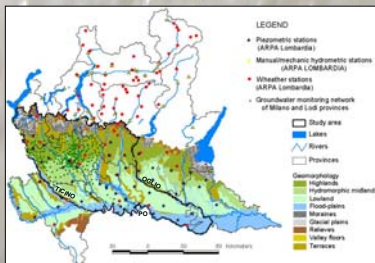 LEGEND
Piezometric stations
(ARPA Lombardia)
Manual/mechanic hydrometric stations
(ARPA LOMBARDIA)
Wheather stations
(ARPA Lombardia)
Groundwater monitoring network
of Milano and Lodi provinces
Study area
Lakes
Rivers
Provinces
Geomorphology
Highlands
Hydromorphic midland
Lowland
Flood-plains
Moraines
Glacial plains
Relieves
Valley floors
Terraces
TICINO
OGLIO
PO
Kilometers